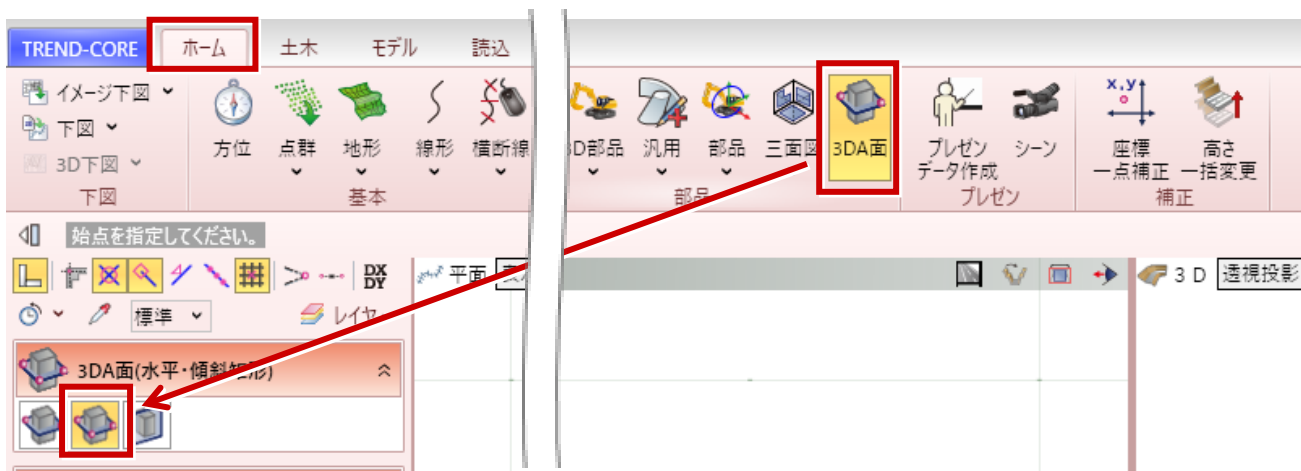 TREND-CORE ホーム 土木 モデル 読込
イメージ下図
下図
3D下図
下図
方位 点群 地形 線形 横断線
基本
3D部品 汎用 部品 三面図 3DA面
部品
プレゼン
データ作成
シーン
プレゼン
座標
一点補正
高さ
一括変更
補正
始点を指定してください。
DX
DY
標準 レイヤ
平面
3D 透視投影
3DA面(水平・傾斜矩形)